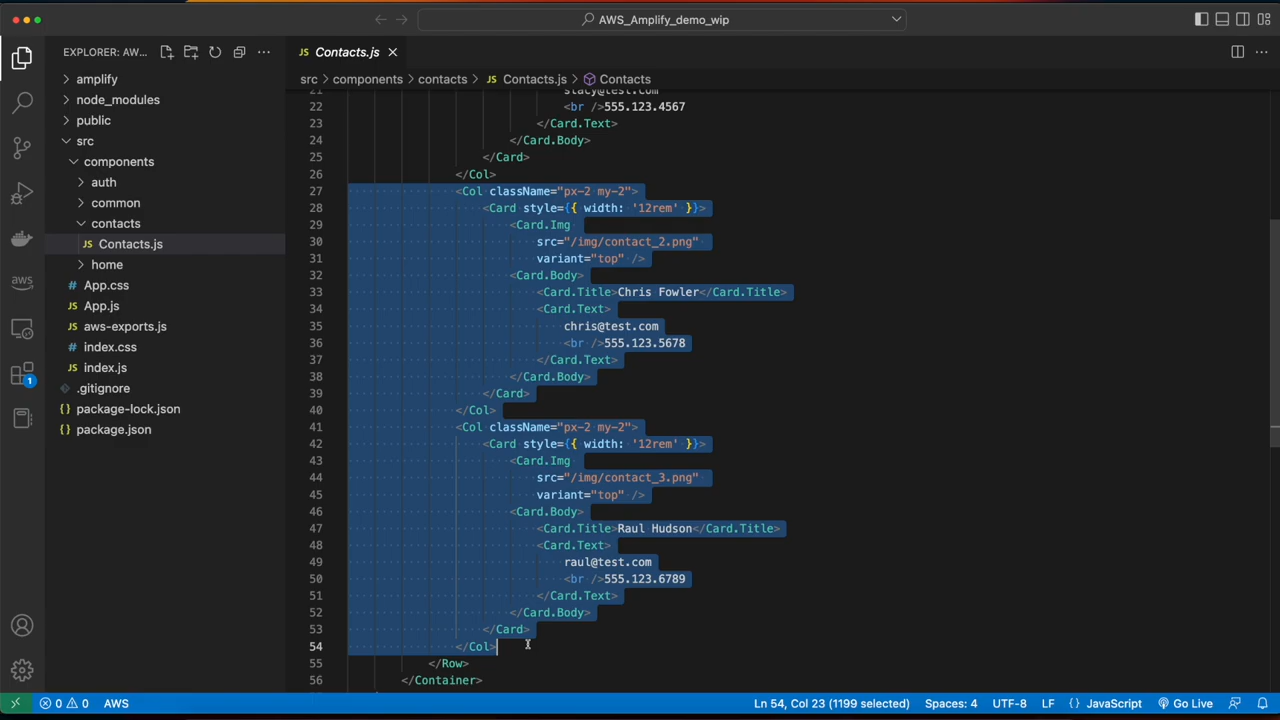 AWS_Amplify_demo_wip
EXPLORER: AW...
Contacts.js
src > components > contacts > JS Contacts.js > Contacts
amplify
node_modules
public
src
components
auth
common
contacts
JS Contacts.js
home
# App.css
JS App.js
JS aws-exports.js
# index.css
JS index.js
.gitignore
{} package-lock.json
{} package.json
21 stacy@test.com
22 <br />555.123.4567
23 </Card.Text>
24 </Card.Body>
25 </Card>
26 </Col>
27 <Col className="px-2 my-2">
28 <Card style={{ width: '12rem' }}>
29 <Card.Img
30 src="/img/contact_2.png"
31 variant="top" />
32 <Card.Body>
33 <Card.Title>Chris Fowler</Card.Title>
34 <Card.Text>
35 chris@test.com
36 <br />555.123.5678
37 </Card.Text>
38 </Card.Body>
39 </Card>
40 </Col>
41 <Col className="px-2 my-2">
42 <Card style={{ width: '12rem' }}>
43 <Card.Img
44 src="/img/contact_3.png"
45 variant="top" />
46 <Card.Body>
47 <Card.Title>Raul Hudson</Card.Title>
48 <Card.Text>
49 raul@test.com
50 <br />555.123.6789
51 </Card.Text>
52 </Card.Body>
53 </Card>
54 </Col>
55 </Row>
56 </Container>
aws
1
0 0 AWS Ln 54, Col 23 (1199 selected) Spaces: 4 UTF-8 LF {} JavaScript Go Live